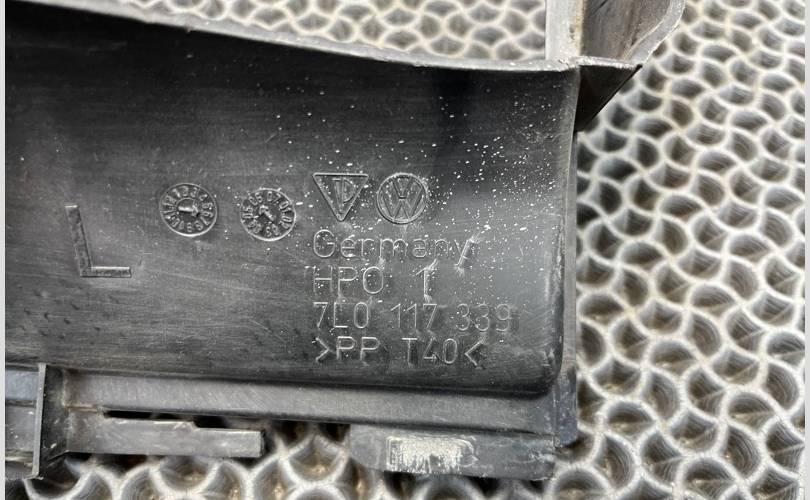 L
Germany
HPO 1
7L0 117 339
>PP T40<